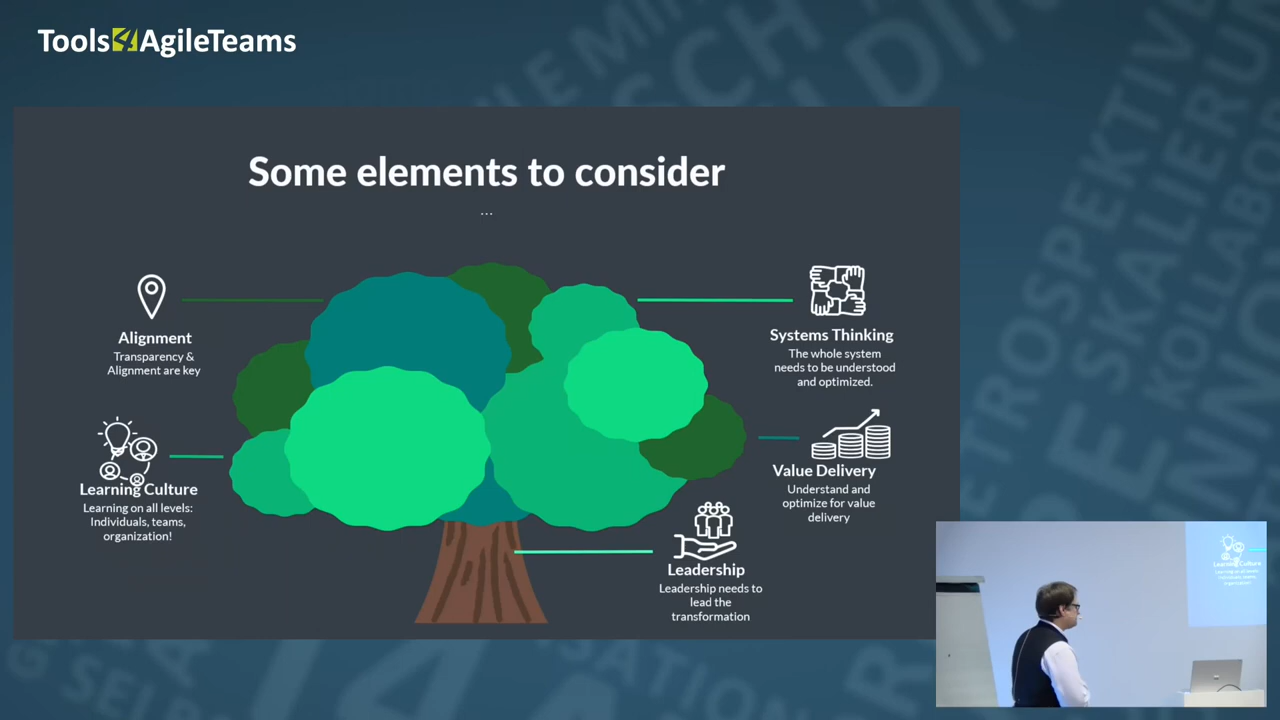 Tools4AgileTeams
Some elements to consider
...
Alignment
Transparency &
Alignment are key
Learning Culture
Learning on all levels:
Individuals, teams,
organization!
Systems Thinking
The whole system
needs to be understood
and optimized.
Value Delivery
Understand and
optimize for value
delivery
Leadership
Leadership needs to
lead the
transformation
Learning Culture